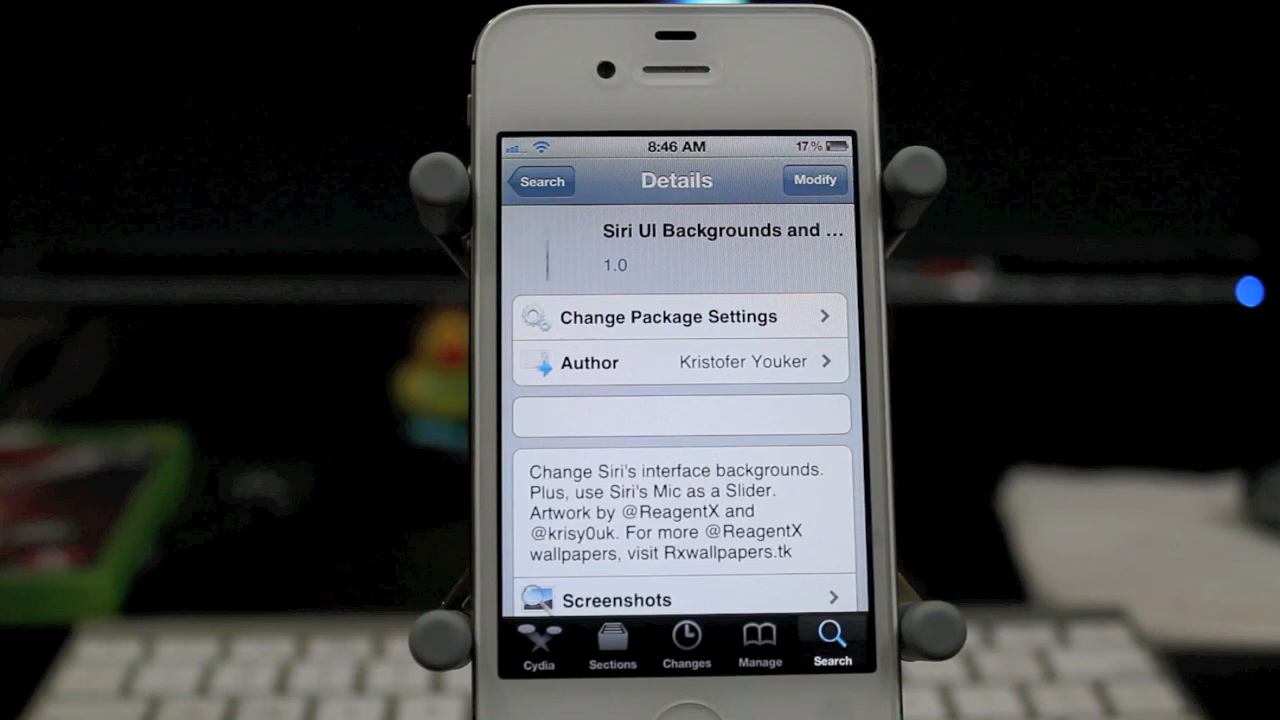 8:46 AM
17%
Search
Details
Modify
Siri UI Backgrounds and ...
1.0
Change Package Settings
Author
Kristofer Youker
Change Siri's interface backgrounds.
Plus, use Siri's Mic as a Slider.
Artwork by @ReagentX and
@krisy0uk. For more @ReagentX
wallpapers, visit Rxwallpapers.tk
Screenshots
Cydia
Sections
Changes
Manage
Search